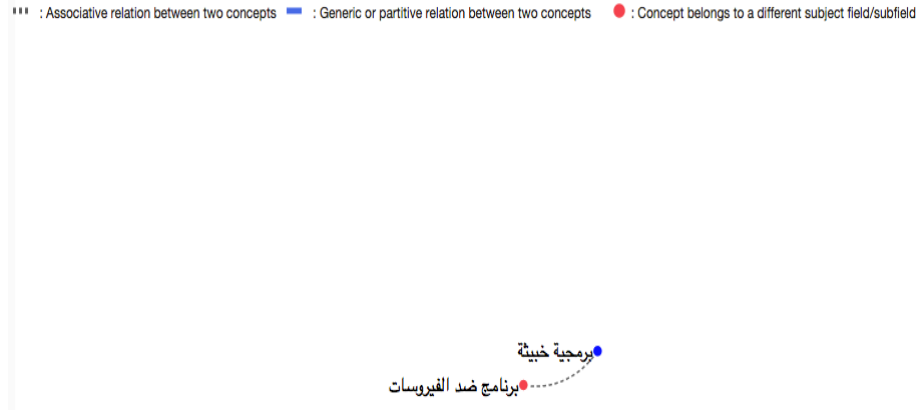 : Associative relation between two concepts : Generic or partitive relation between two concepts : Concept belongs to a different subject field/subfield
برمجية خبيثة
برنامج ضد الفيروسات